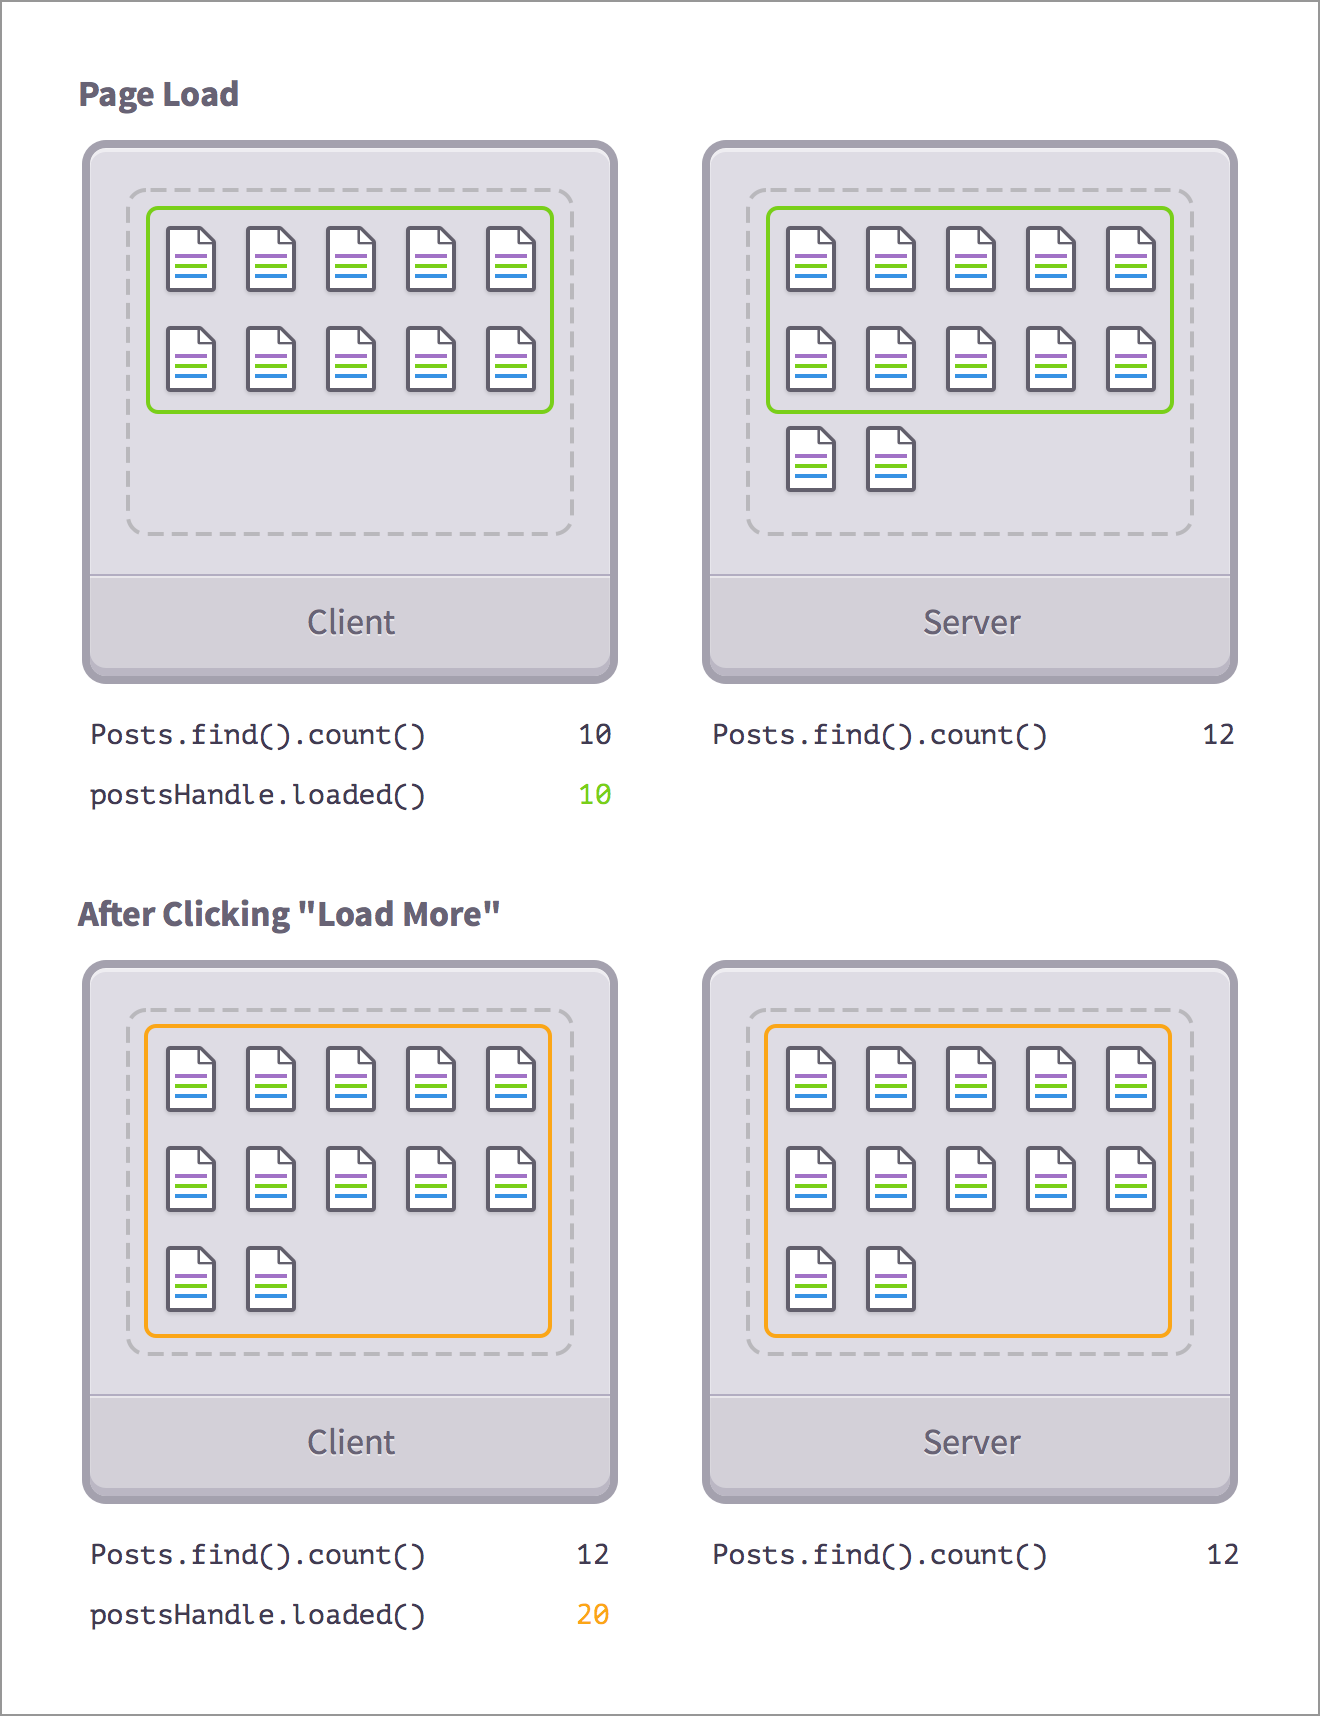 Page Load
Client
Server
Posts.find().count() 10
Posts.find().count() 12
postsHandle.loaded() 10
After Clicking "Load More"
Client
Server
Posts.find().count() 12
Posts.find().count() 12
postsHandle.loaded() 20